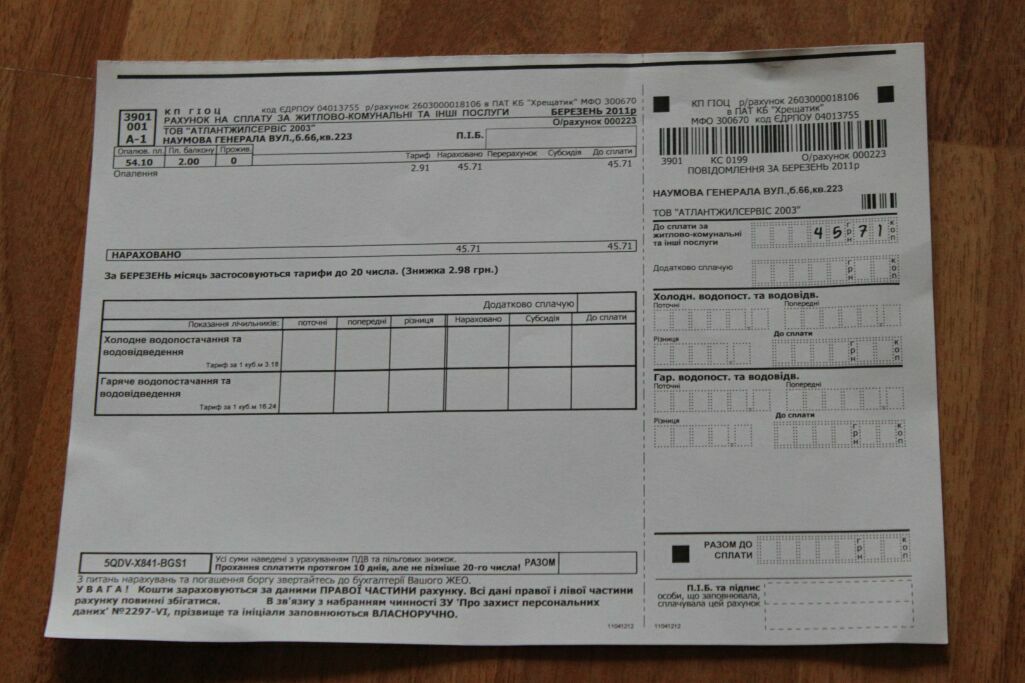 3901
001
А-1
КП ГІОЦ код ЄДРПОУ 04013755 р/рахунок 2603000018106 в ПАТ КБ "Хрещатик" МФО 300670
РАХУНОК НА СПЛАТУ ЗА ЖИТЛОВО-КОМУНАЛЬНІ ТА ІНШІ ПОСЛУГИ БЕРЕЗЕНЬ 2011р
ТОВ "АТЛАНТЖИЛСЕРВІС 2003" О/рахунок 000223
НАУМОВА ГЕНЕРАЛА ВУЛ.,б.66,кв.223 П.І.Б.
Опалюв. пл. Пл. балкону Прожив.
54.10 2.00 0
Тариф Нараховано Перерахунок Субсидія До сплати
Опалення 2.91 45.71 45.71
НАРАХОВАНО 45.71 45.71
За БЕРЕЗЕНЬ місяць застосовуються тарифи до 20 числа. (Знижка 2.98 грн.)
Додатково сплачую
Показання лічильників: поточні попередні різниця Нараховано Субсидія До сплати
Холодне водопостачання та
водовідведення
Тариф за 1 куб.м 3.18
Гаряче водопостачання та
водовідведення
Тариф за 1 куб.м 16.24
5QDV-X841-BGS1
Усі суми наведені з урахуванням ПДВ та пільгових знижок.
Прохання сплатити протягом 10 днів, але не пізніше 20-го числа!
РАЗОМ
З питань нарахувань та погашення боргу звертайтесь до бухгалтерії Вашого ЖЕО.
УВАГА! Кошти зараховуються за даними ПРАВОЇ ЧАСТИНИ рахунку. Всі дані правої і лівої частини
рахунку повинні збігатися. В зв'язку з набранням чинності ЗУ 'Про захист персональних
даних' №2297-VI, прізвище та ініціали заповнюються ВЛАСНОРУЧНО.
11041212
КП ГІОЦ р/рахунок 2603000018106
в ПАТ КБ "Хрещатик"
МФО 300670 код ЄДРПОУ 04013755
3901 КС 0199 О/рахунок 000223
ПОВІДОМЛЕННЯ ЗА БЕРЕЗЕНЬ 2011р
НАУМОВА ГЕНЕРАЛА ВУЛ.,б.66,кв.223
ТОВ "АТЛАНТЖИЛСЕРВІС 2003"
До сплати за
житлово-комунальні
та інші послуги
45 грн 71 коп
Додатково сплачую грн коп
Холодн. водопост. та водовідв.
Поточні Попередні
Різниця До сплати
грн коп
Гар. водопост. та водовідв.
Поточні Попередні
До сплати
грн коп
РАЗОМ ДО
СПЛАТИ
грн коп
П.І.Б. та підпис
особи, що заповнювала,
сплачувала цей рахунок
11041212